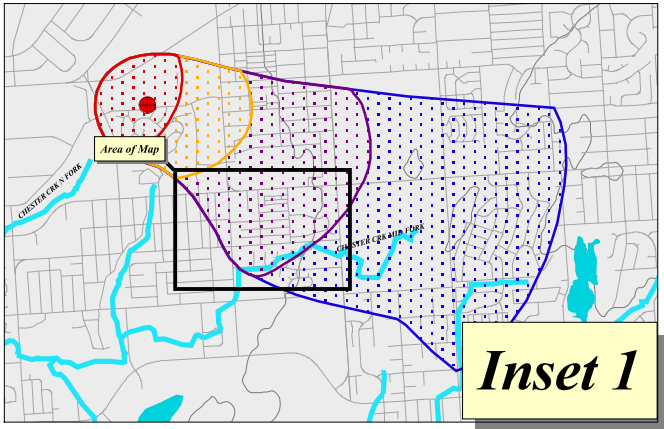 Area of Map
CHESTER CRK N FORK
CHESTER CRK MID FORK
Inset 1